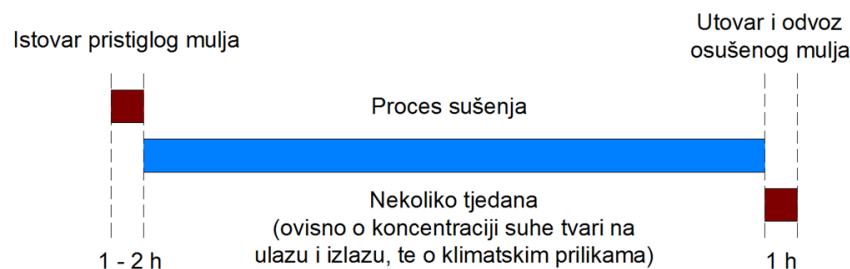 Istovar pristiglog mulja
Utovar i odvoz
osušenog mulja
Proces sušenja
Nekoliko tjedana
(ovisno o koncentraciji suhe tvari na
ulazu i izlazu, te o klimatskim prilikama)
1 - 2 h
1 h